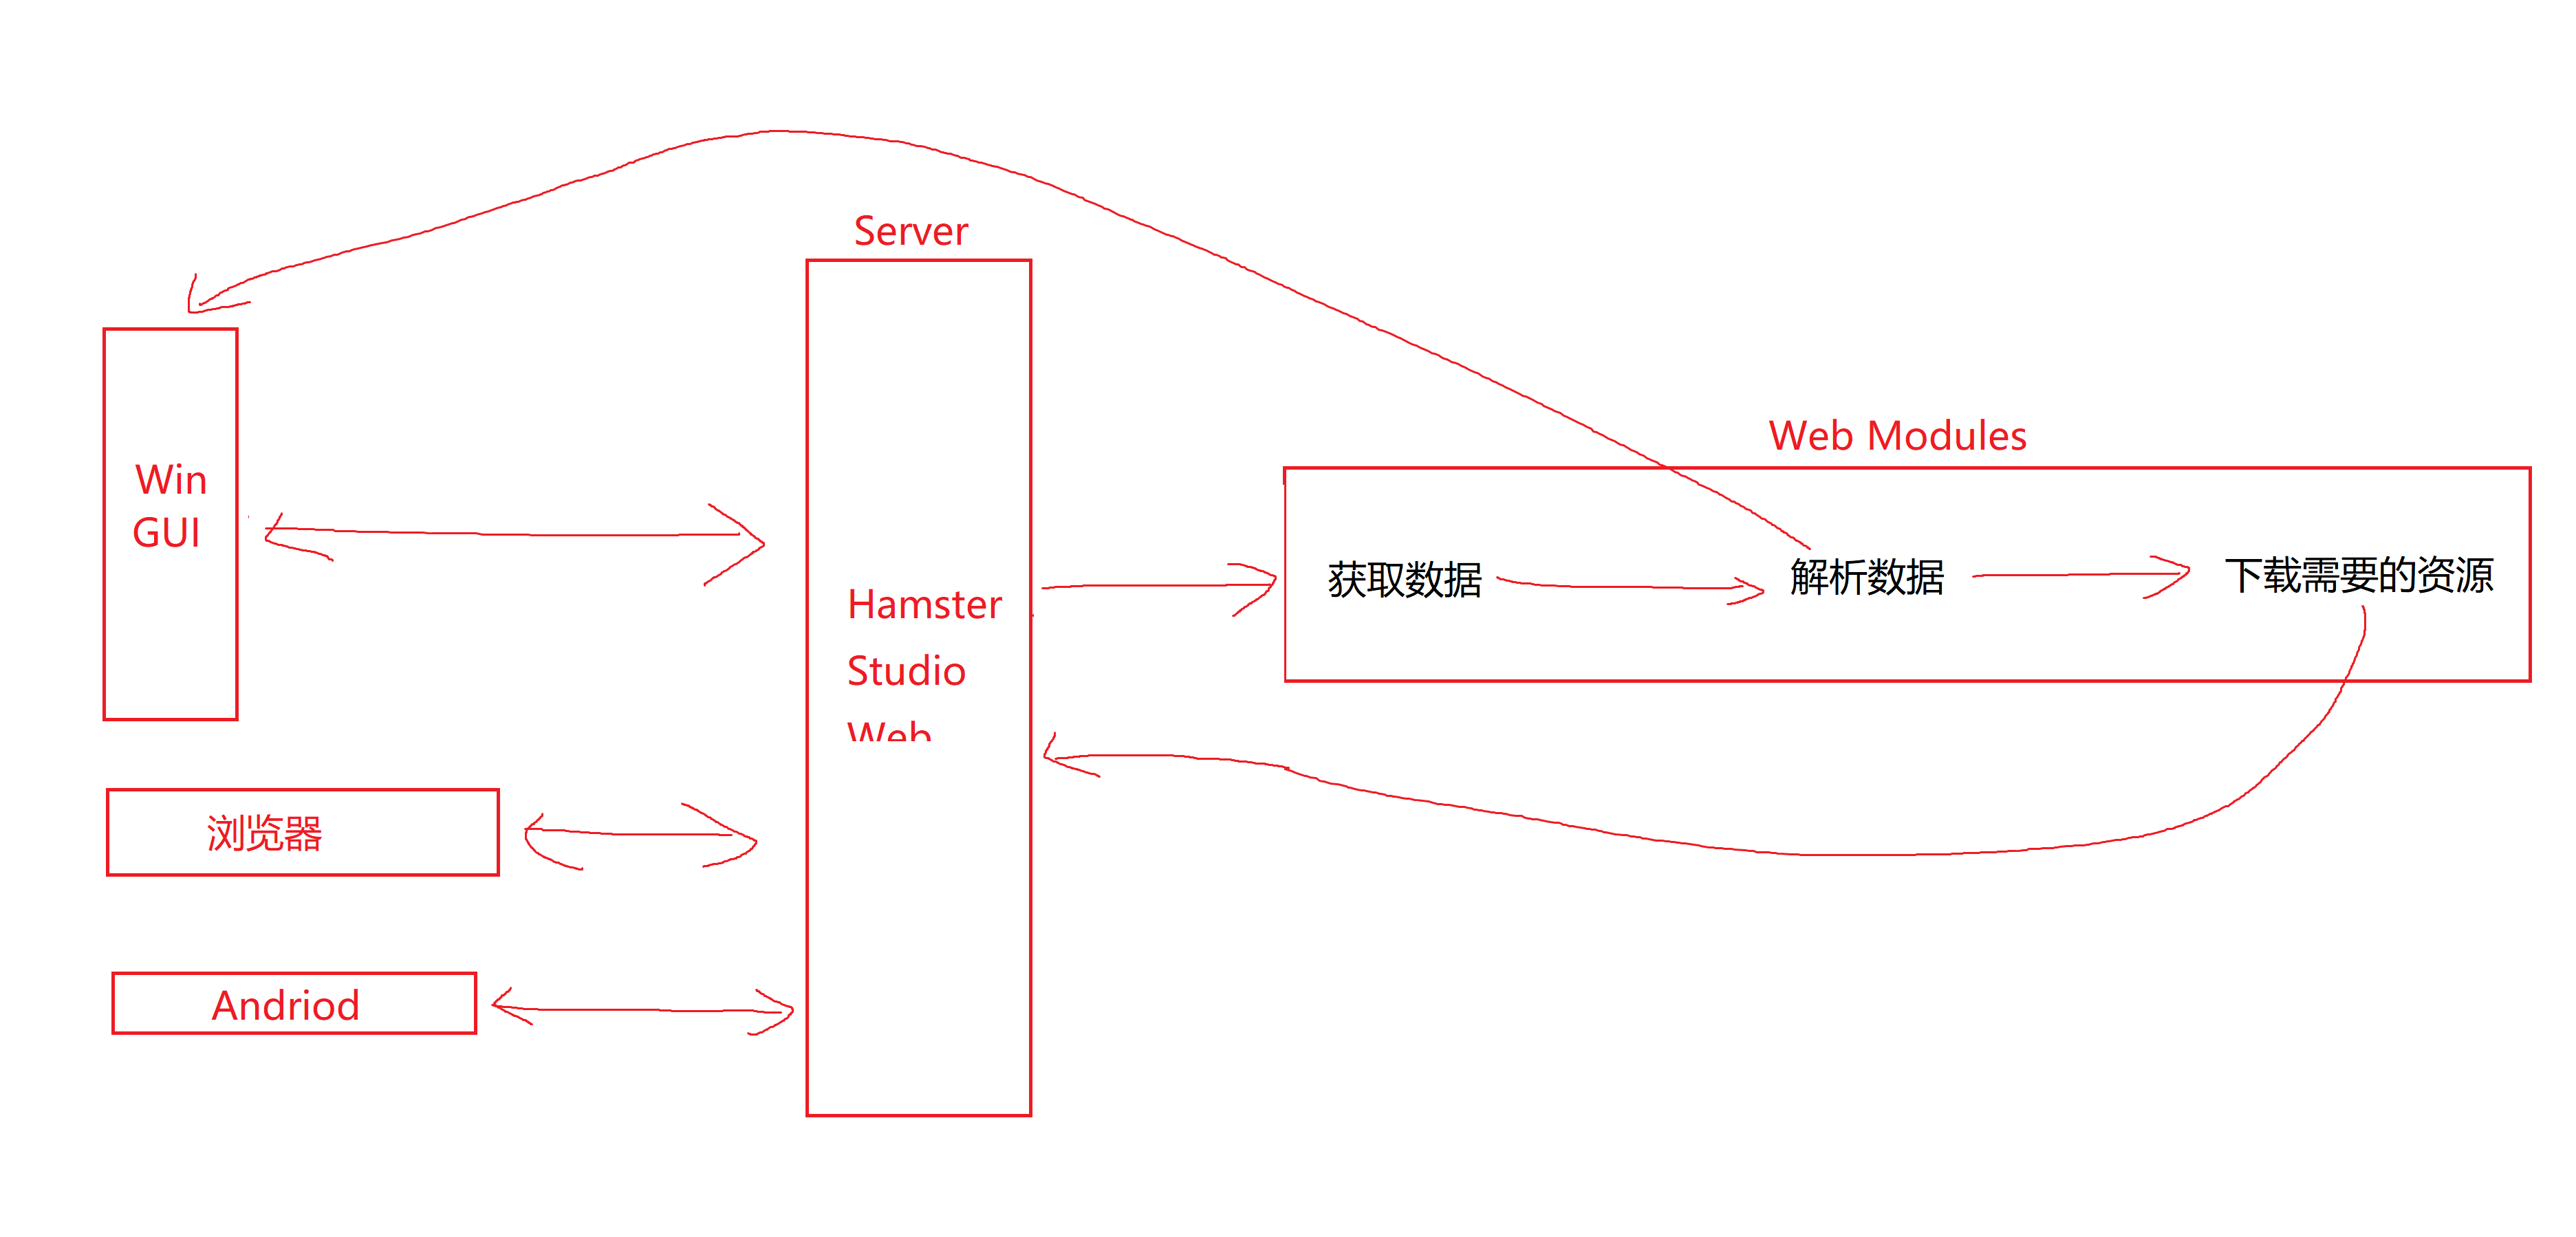 Server
Web Modules
Win
GUI
Hamster
Studio
Web
获取数据
解析数据
下载需要的资源
浏览器
Andriod